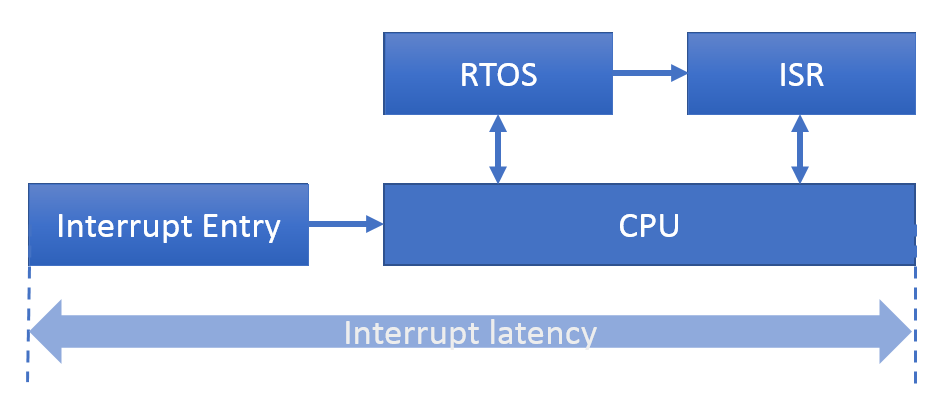 RTOS
ISR
Interrupt Entry
CPU
Interrupt latency